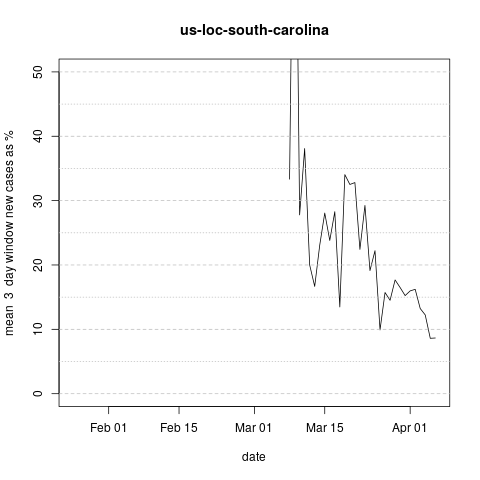 us-loc-south-carolina
mean 3 day window new cases as %
50
40
30
20
10
0
Feb 01 Feb 15 Mar 01 Mar 15 Apr 01
date